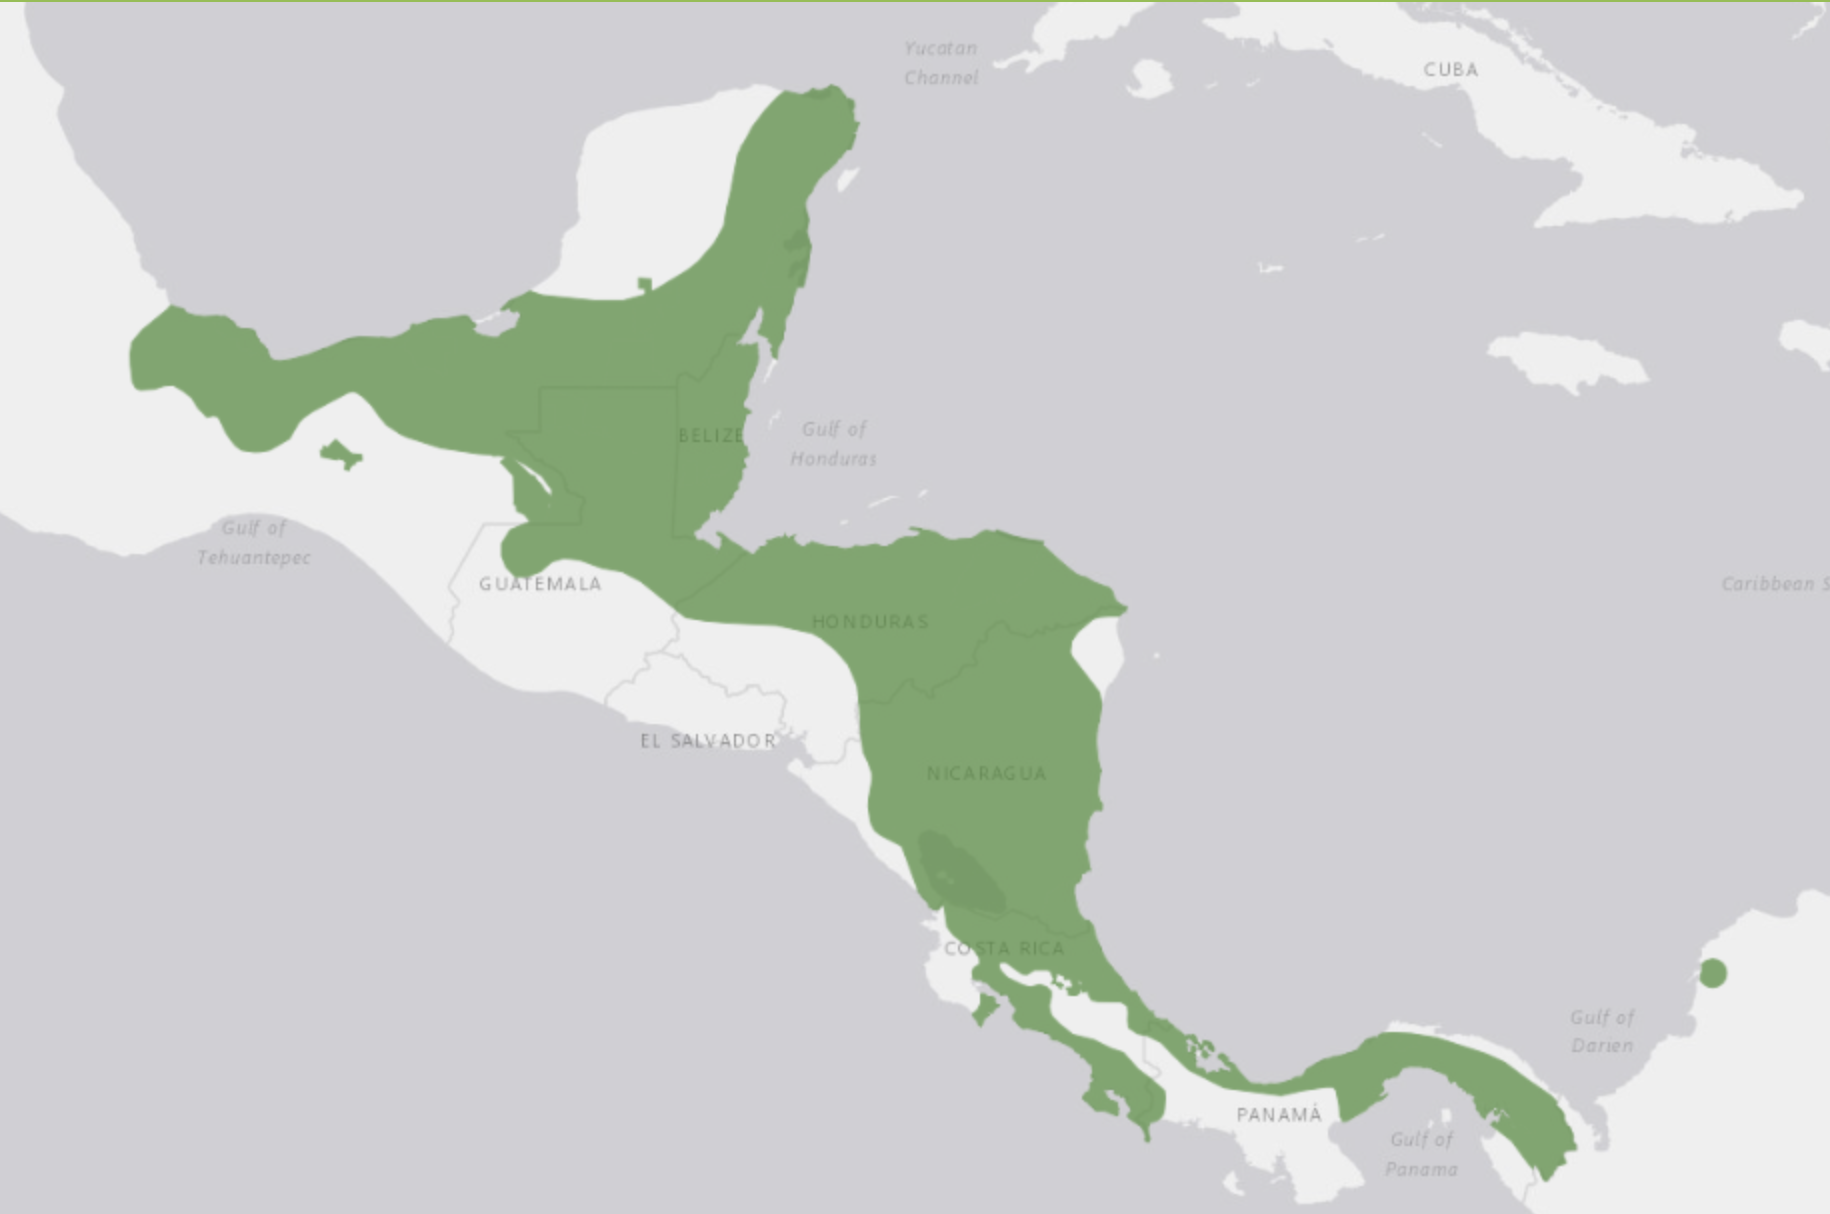 Yucatan
Channel
CUBA
BELIZE
Gulf of
Honduras
Gulf of
Tehuantepec
GUATEMALA
Caribbean S
HONDURAS
EL SALVADOR
NICARAGUA
COSTA RICA
Gulf of
Darien
PANAMÁ
Gulf of
Panama